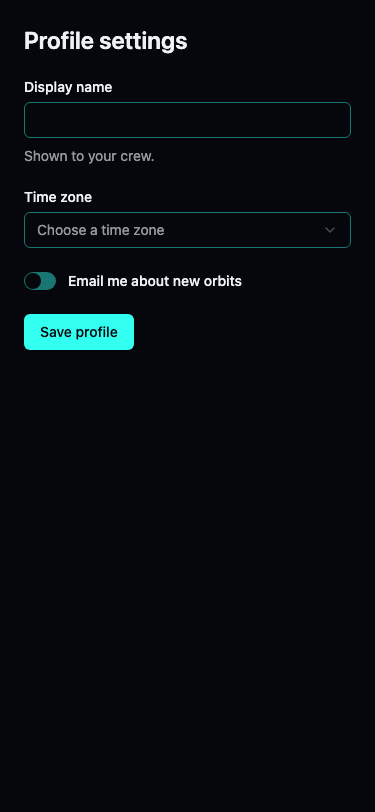 Profile settings
Display name
Shown to your crew.
Time zone
Choose a time zone
Email me about new orbits
Save profile